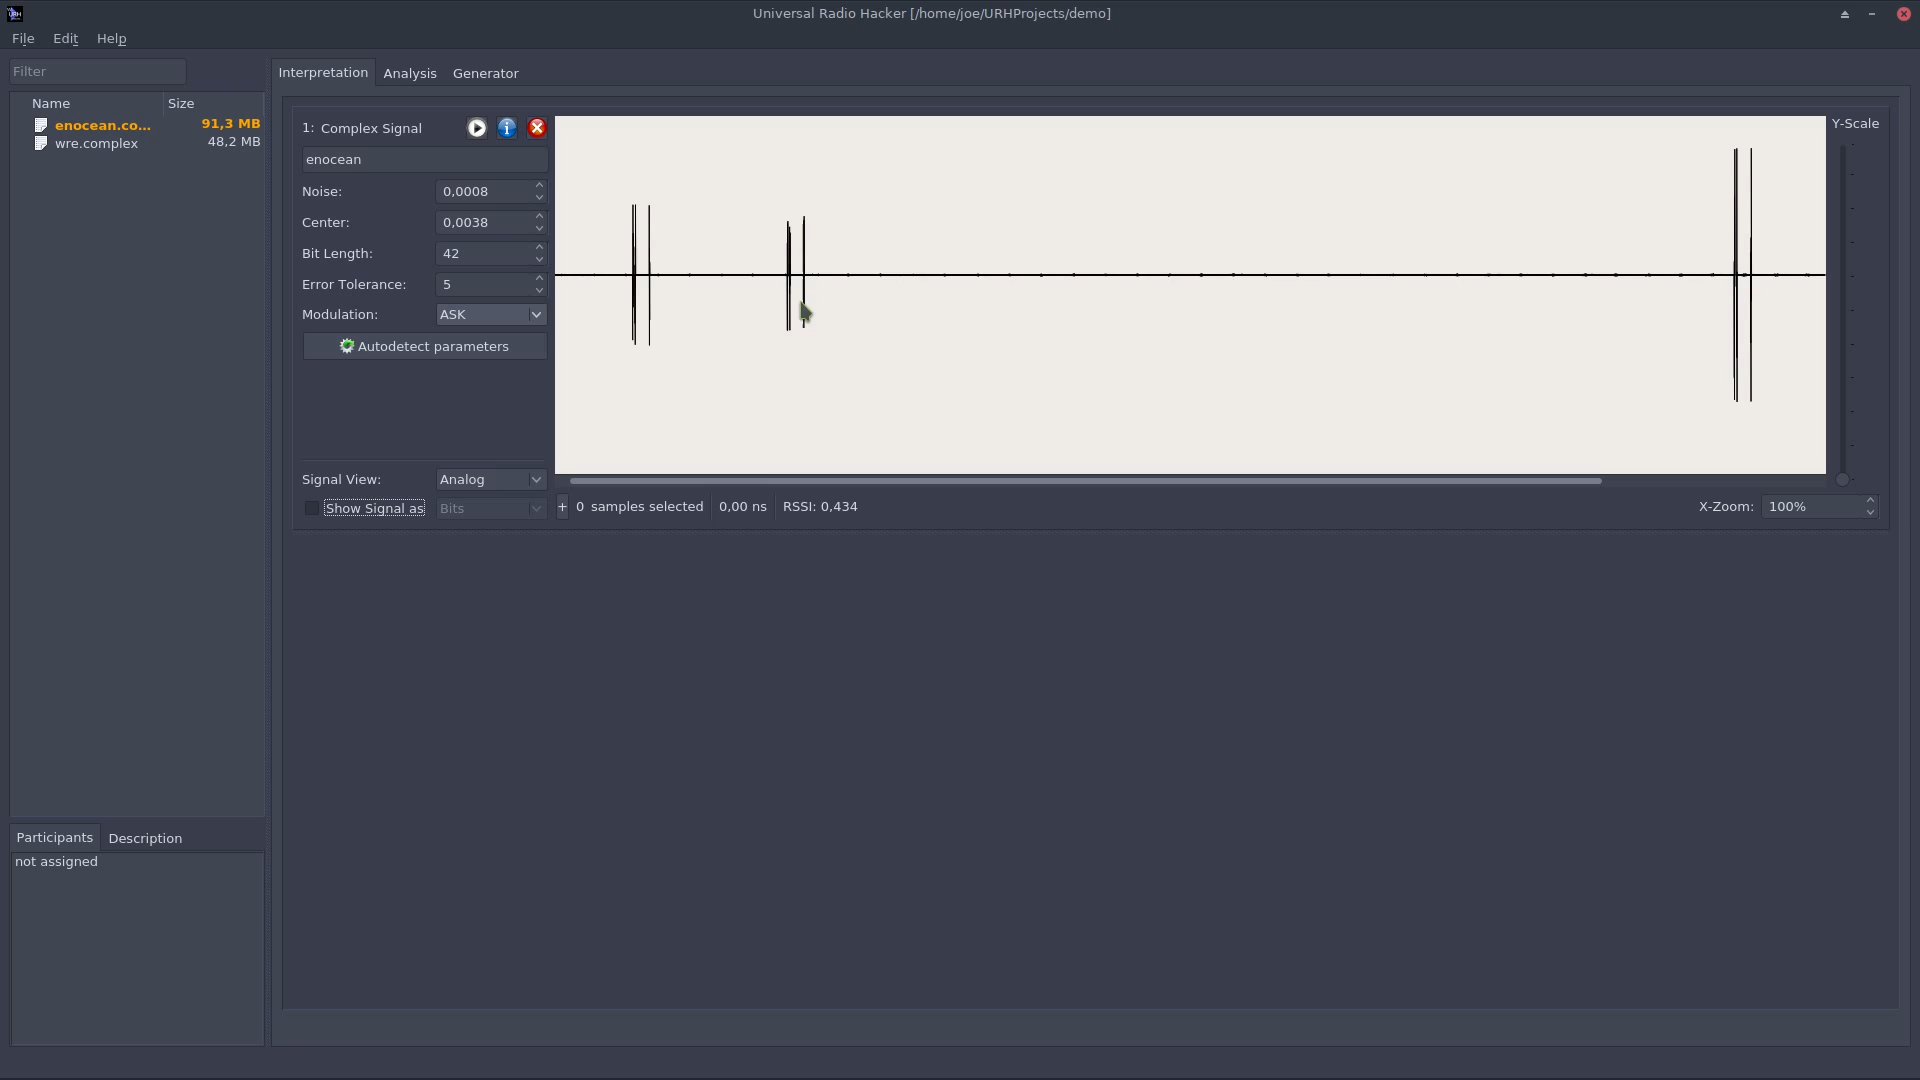 Universal Radio Hacker [/home/joe/URHProjects/demo]
File Edit Help
Filter
Name Size
enocean.co... 91,3 MB
wre.complex 48,2 MB
Participants Description
not assigned
Interpretation Analysis Generator
1: Complex Signal
enocean
Noise: 0,0008
Center: 0,0038
Bit Length: 42
Error Tolerance: 5
Modulation: ASK
Autodetect parameters
Signal View: Analog
Show Signal as Bits
Y-Scale
+ 0 samples selected 0,00 ns RSSI: 0,434
X-Zoom: 100%